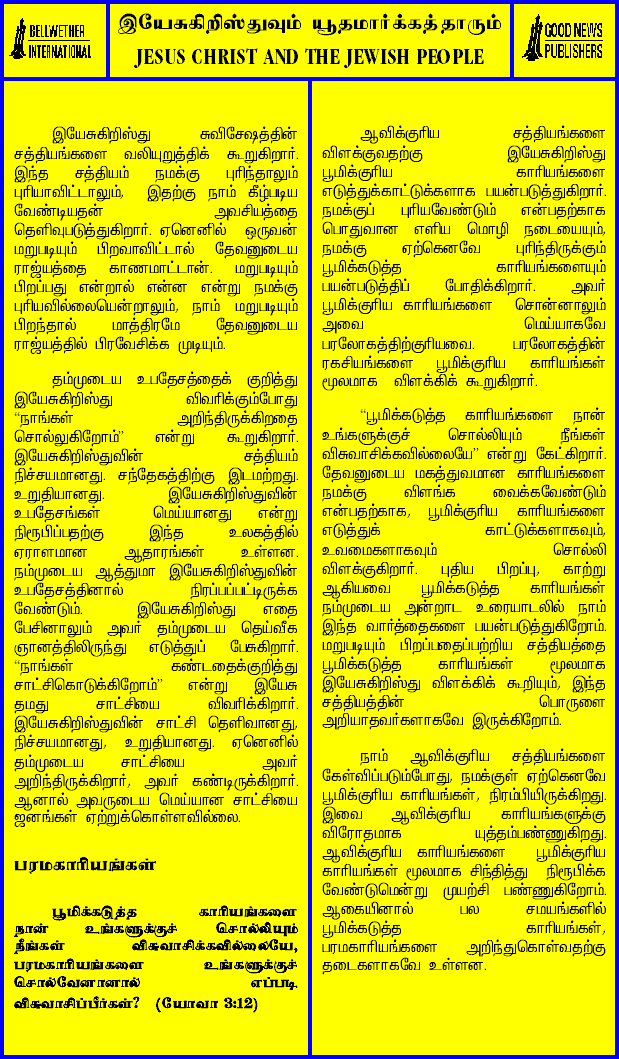 BELLWETHER
INTERNATIONAL
இயேசுகிறிஸ்துவும் யூதமார்க்கத்தாரும்
JESUS CHRIST AND THE JEWISH PEOPLE
GOOD NEWS
PUBLISHERS
இயேசுகிறிஸ்து சுவிசேஷத்தின்
சத்தியங்களை வலியுறுத்திக் கூறுகிறார்.
இந்த சத்தியம் நமக்கு புரிந்தாலும்
புரியாவிட்டாலும், இதற்கு நாம் கீழ்படிய
வேண்டியதன் அவசியத்தை
தெளிவுபடுத்துகிறார். ஏனெனில் ஒருவன்
மறுபடியும் பிறவாவிட்டால் தேவனுடைய
ராஜ்யத்தை காணமாட்டான். மறுபடியும்
பிறப்பது என்றால் என்ன என்று நமக்கு
புரியவில்லையென்றாலும், நாம் மறுபடியும்
பிறந்தால் மாத்திரமே தேவனுடைய
ராஜ்யத்தில் பிரவேசிக்க முடியும்.
தம்முடைய உபதேசத்தைக் குறித்து
இயேசுகிறிஸ்து விவரிக்கும்போது
“நாங்கள் அறிந்திருக்கிறதை
சொல்லுகிறோம்” என்று கூறுகிறார்.
இயேசுகிறிஸ்துவின் சத்தியம்
நிச்சயமானது. சந்தேகத்திற்கு இடமற்றது.
உறுதியானது. இயேசுகிறிஸ்துவின்
உபதேசங்கள் மெய்யானது என்று
நிரூபிப்பதற்கு இந்த உலகத்தில்
ஏராளமான ஆதாரங்கள் உள்ளன.
நம்முடைய ஆத்துமா இயேசுகிறிஸ்துவின்
உபதேசத்தினால் நிரப்பப்பட்டிருக்க
வேண்டும். இயேசுகிறிஸ்து எதை
பேசினாலும் அவர் தம்முடைய தெய்வீக
ஞானத்திலிருந்து எடுத்துப் பேசுகிறார்.
“நாங்கள் கண்டதைக்குறித்து
சாட்சிகொடுக்கிறோம்” என்று இயேசு
தமது சாட்சியை விவரிக்கிறார்.
இயேசுகிறிஸ்துவின் சாட்சி தெளிவானது,
நிச்சயமானது, உறுதியானது. ஏனெனில்
தம்முடைய சாட்சியை அவர்
அறிந்திருக்கிறார், அவர் கண்டிருக்கிறார்.
ஆனால் அவருடைய மெய்யான சாட்சியை
ஜனங்கள் ஏற்றுக்கொள்ளவில்லை.
பரமகாரியங்கள்
பூமிக்கடுத்த காரியங்களை
நான் உங்களுக்குச் சொல்லியும்
நீங்கள் விசுவாசிக்கவில்லையே,
பரமகாரியங்களை உங்களுக்குச்
சொல்வேனானால் எப்படி
விசுவாசிப்பீர்கள்? (யோவா 3:12)
ஆவிக்குரிய சத்தியங்களை
விளக்குவதற்கு இயேசுகிறிஸ்து
பூமிக்குரிய காரியங்களை
எடுத்துக்காட்டுக்களாக பயன்படுத்துகிறார்.
நமக்குப் புரியவேண்டும் என்பதற்காக
பொதுவான எளிய மொழி நடையையும்,
நமக்கு ஏற்கெனவே புரிந்திருக்கும்
பூமிக்கடுத்த காரியங்களையும்
பயன்படுத்திப் போதிக்கிறார். அவர்
பூமிக்குரிய காரியங்களை சொன்னாலும்
அவை மெய்யாகவே
பரலோகத்திற்குரியவை. பரலோகத்தின்
ரகசியங்களை பூமிக்குரிய காரியங்கள்
மூலமாக விளக்கிக் கூறுகிறார்.
“பூமிக்கடுத்த காரியங்களை நான்
உங்களுக்குச் சொல்லியும் நீங்கள்
விசுவாசிக்கவில்லையே” என்று கேட்கிறார்.
தேவனுடைய மகத்துவமான காரியங்களை
நமக்கு விளங்க வைக்கவேண்டும்
என்பதற்காக, பூமிக்குரிய காரியங்களை
எடுத்துக் காட்டுக்களாகவும்,
உவமைகளாகவும் சொல்லி
விளக்குகிறார். புதிய பிறப்பு, காற்று
ஆகியவை பூமிக்கடுத்த காரியங்கள்
நம்முடைய அன்றாட உரையாடலில் நாம்
இந்த வார்த்தைகளை பயன்படுத்துகிறோம்.
மறுபடியும் பிறப்பதைப்பற்றிய சத்தியத்தை
பூமிக்கடுத்த காரியங்கள் மூலமாக
இயேசுகிறிஸ்து விளக்கிக் கூறியும், இந்த
சத்தியத்தின் பொருளை
அறியாதவர்களாகவே இருக்கிறோம்.
நாம் ஆவிக்குரிய சத்தியங்களை
கேள்விப்படும்போது, நமக்குள் ஏற்கெனவே
பூமிக்குரிய காரியங்கள், நிரம்பியிருக்கிறது.
இவை ஆவிக்குரிய காரியங்களுக்கு
விரோதமாக யுத்தம்பண்ணுகிறது.
ஆவிக்குரிய காரியங்களை பூமிக்குரிய
காரியங்கள் மூலமாக சிந்தித்து நிரூபிக்க
வேண்டுமென்று முயற்சி பண்ணுகிறோம்.
ஆகையினால் பல சமயங்களில்
பூமிக்கடுத்த காரியங்கள்,
பரமகாரியங்களை அறிந்துகொள்வதற்கு
தடைகளாகவே உள்ளன.